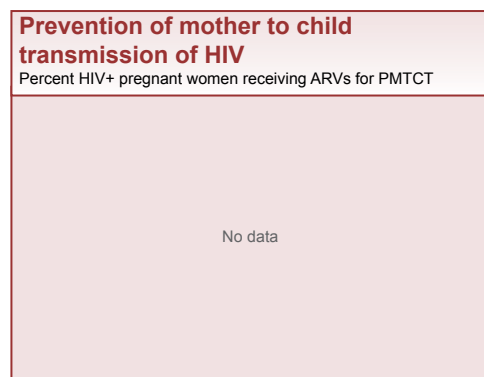 Prevention of mother to child
transmission of HIV
Percent HIV+ pregnant women receiving ARVs for PMTCT
No data